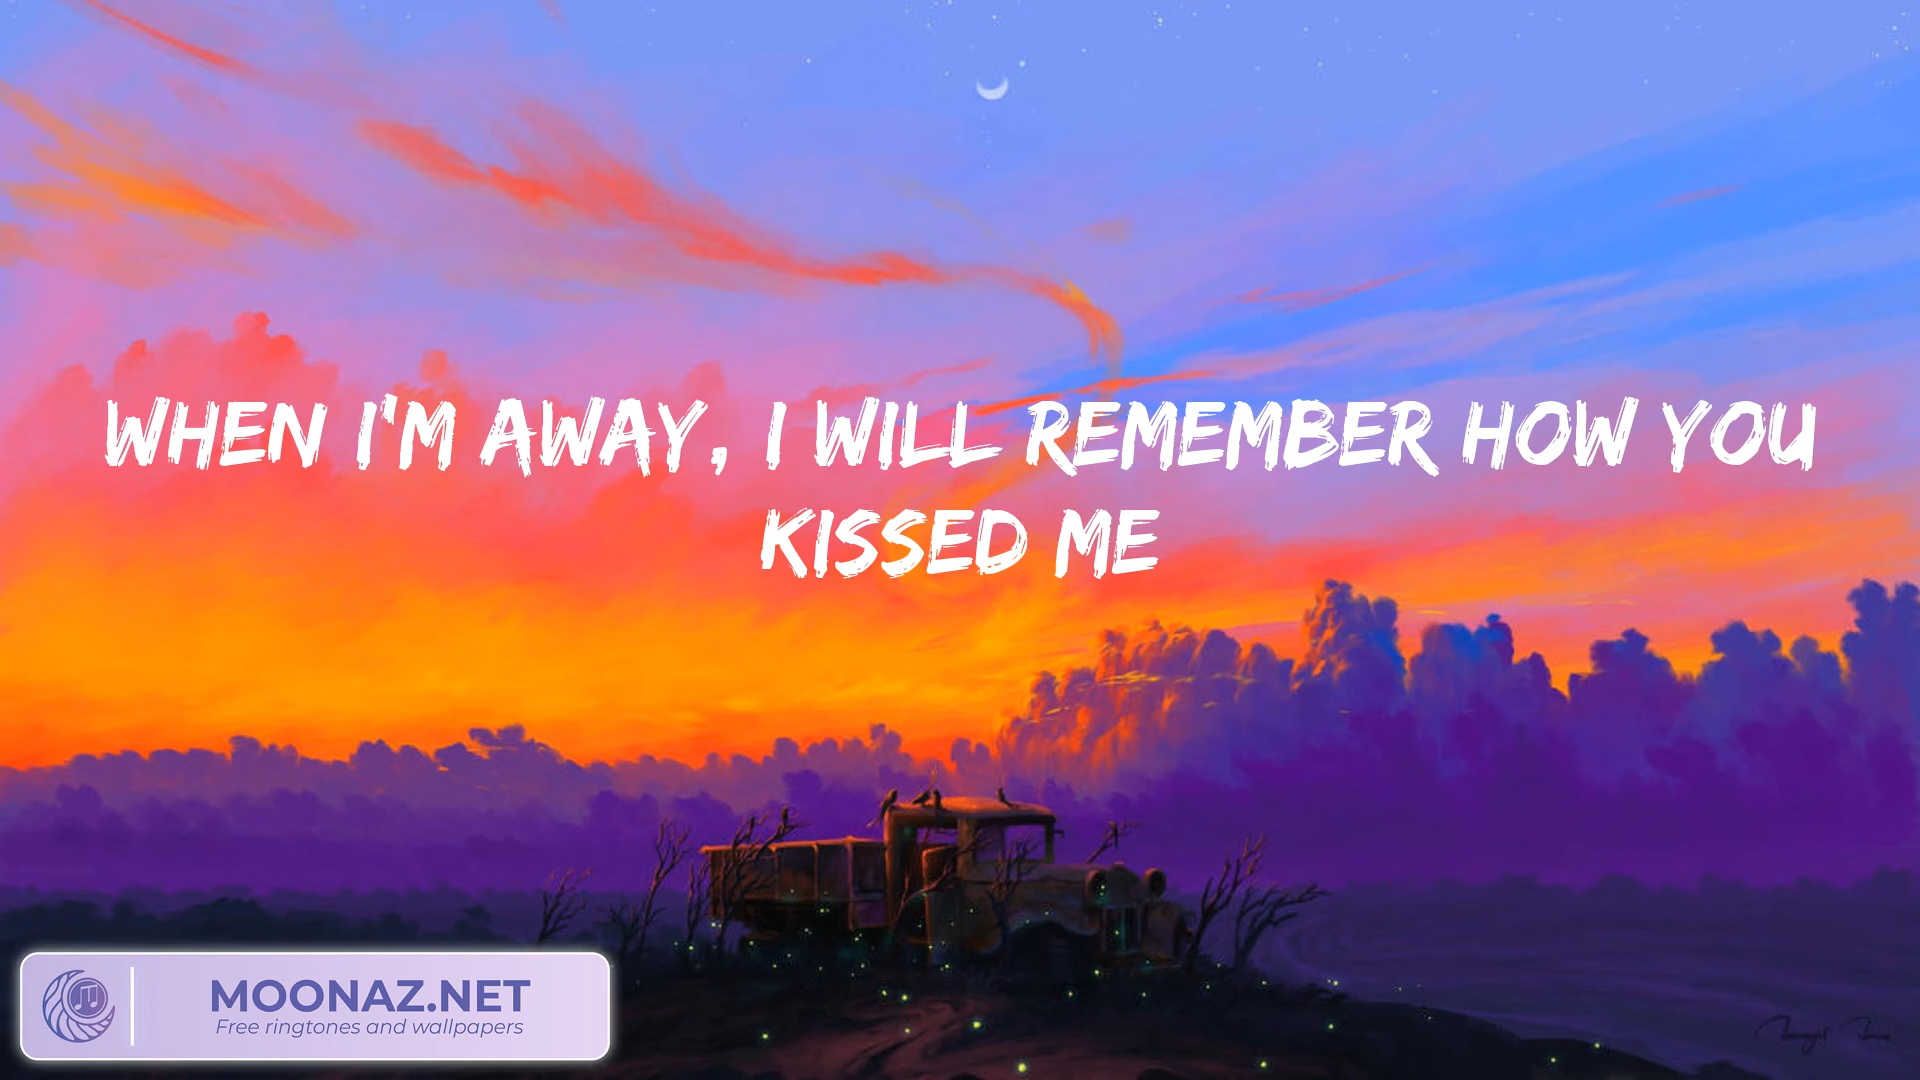 WHEN I'M AWAY, I WILL REMEMBER HOW YOU
KISSED ME
MOONAZ.NET
Free ringtones and wallpapers